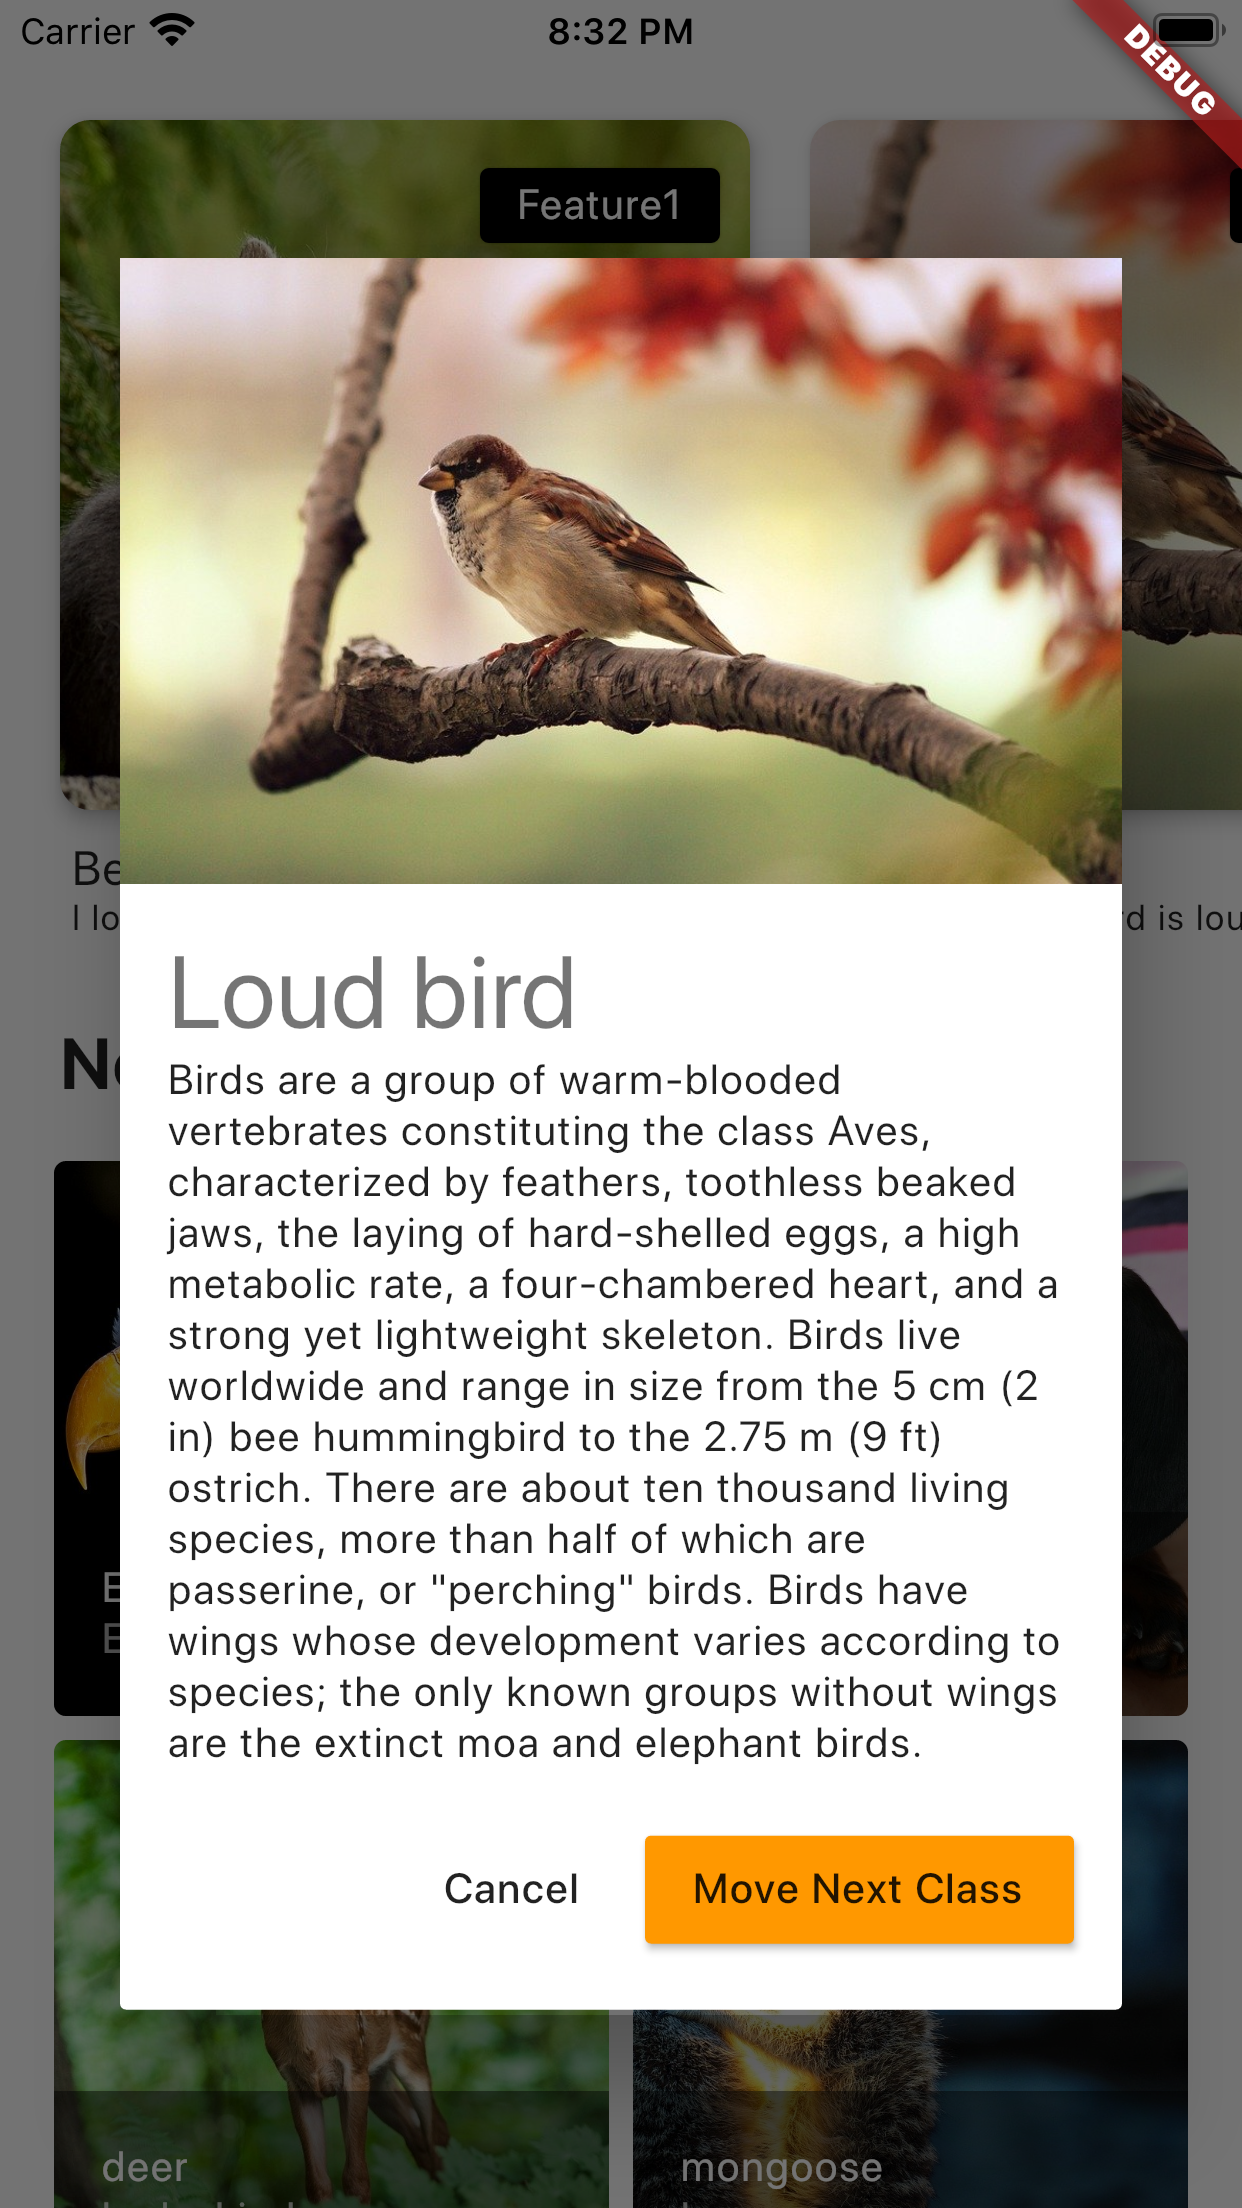 Carrier 8:32 PM
DEBUG
Feature1
Loud bird
Birds are a group of warm-blooded
vertebrates constituting the class Aves,
characterized by feathers, toothless beaked
jaws, the laying of hard-shelled eggs, a high
metabolic rate, a four-chambered heart, and a
strong yet lightweight skeleton. Birds live
worldwide and range in size from the 5 cm (2
in) bee hummingbird to the 2.75 m (9 ft)
ostrich. There are about ten thousand living
species, more than half of which are
passerine, or "perching" birds. Birds have
wings whose development varies according to
species; the only known groups without wings
are the extinct moa and elephant birds.
Cancel
Move Next Class
deer
mongoose